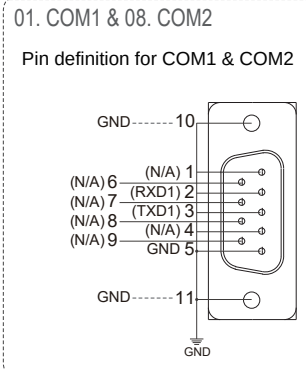 01. COM1 & 08. COM2
Pin definition for COM1 & COM2
GND------10
(N/A) 1
(N/A) 6
(RXD1) 2
(N/A) 7
(TXD1) 3
(N/A) 8
(N/A) 4
(N/A) 9
GND 5
GND------11
GND